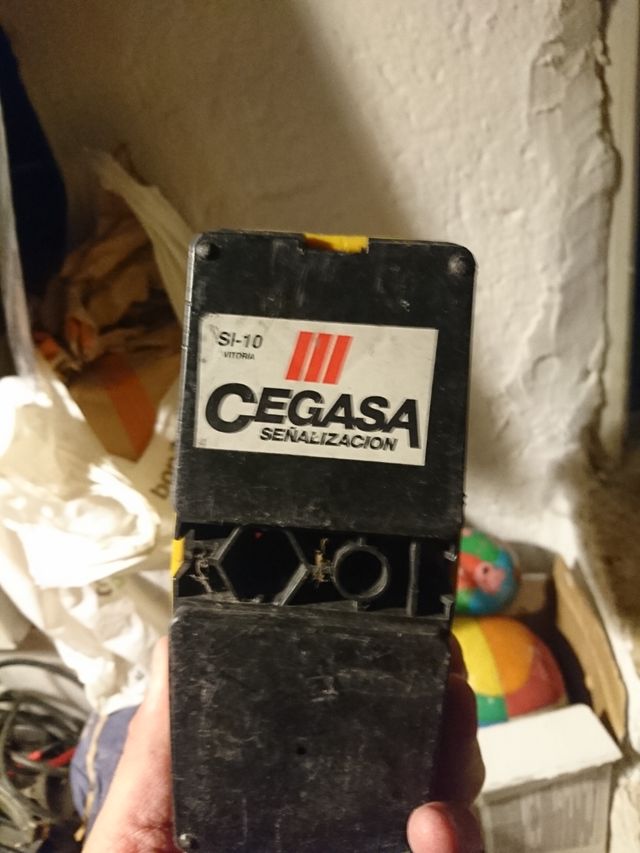 SI-10
VITORIA
CEGASA
SEÑALIZACION